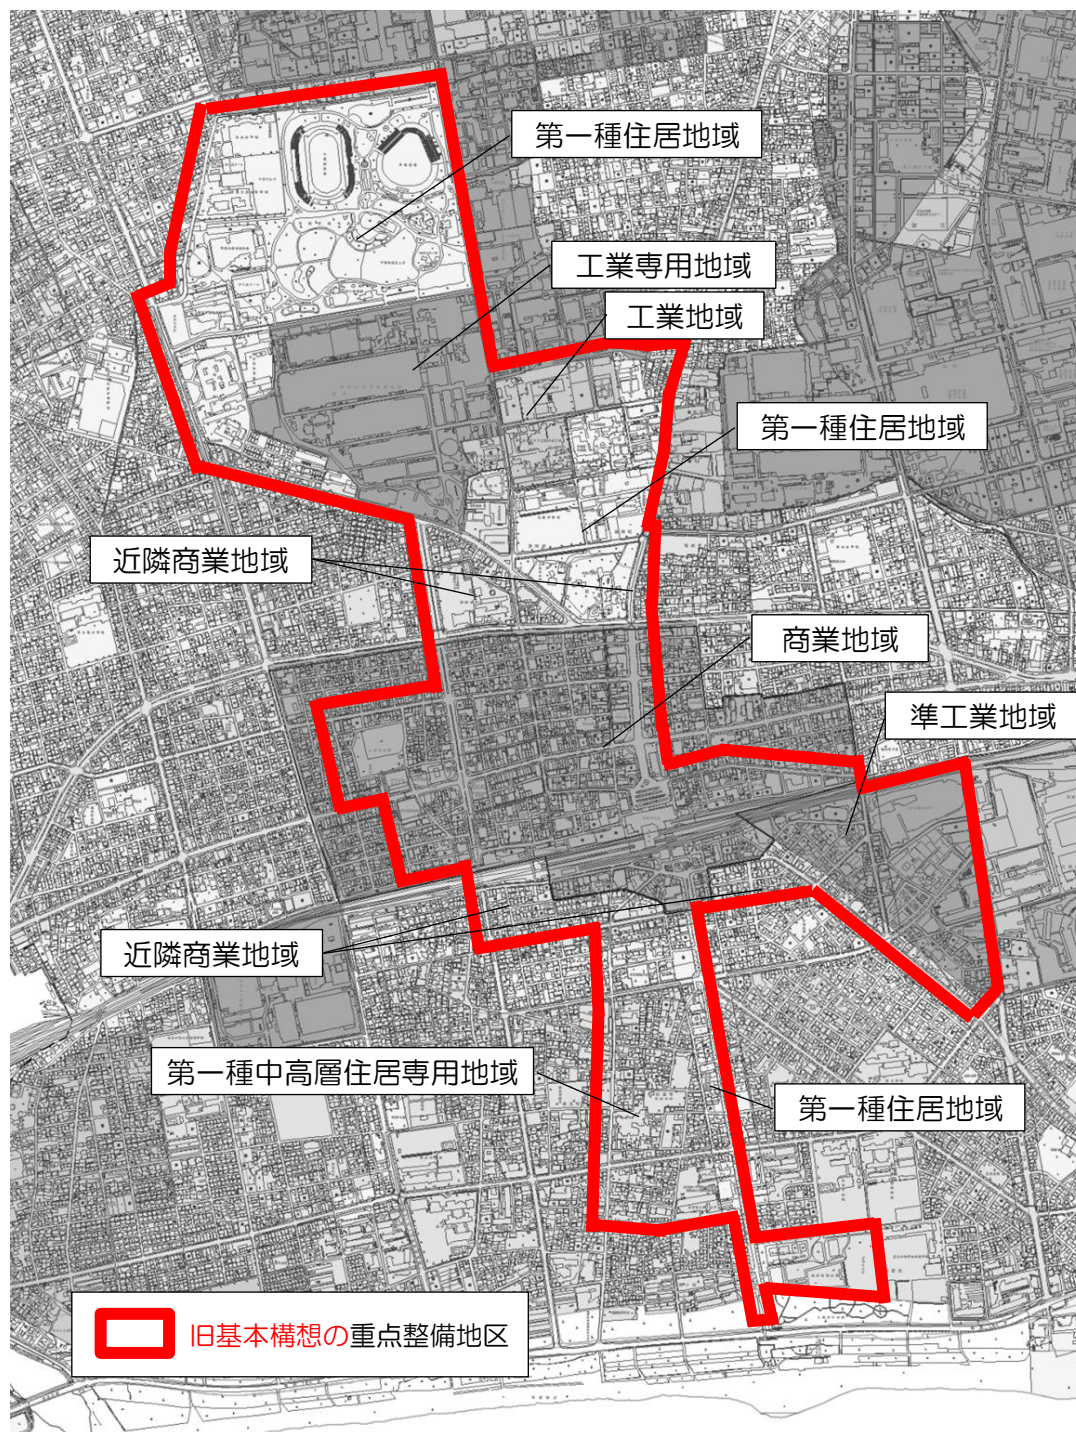 第一種住居地域
工業専用地域
工業地域
第一種住居地域
近隣商業地域
商業地域
準工業地域
近隣商業地域
第一種中高層住居専用地域
第一種住居地域
旧基本構想の重点整備地区